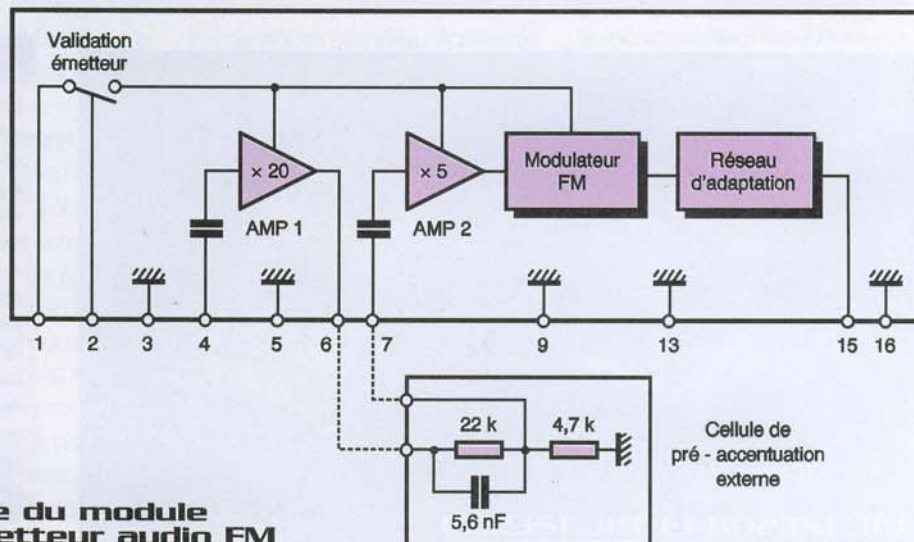 Validation
émetteur
× 20
AMP 1
× 5
AMP 2
Modulateur
FM
Réseau
d'adaptation
1 2 3 4 5 6 7 9 13 15 16
22 k
4,7 k
5,6 nF
Cellule de
pré - accentuation
externe
e du module
etteur audio FM